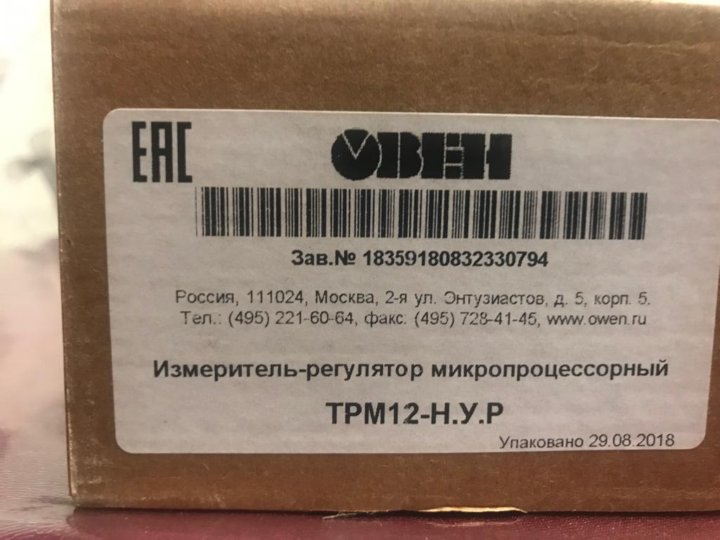 ЕАС ОВЕН
Зав.№ 18359180832330794
Россия, 111024, Москва, 2-я ул. Энтузиастов, д. 5, корп. 5.
Тел.: (495) 221-60-64, факс: (495) 728-41-45, www.owen.ru
Измеритель-регулятор микропроцессорный
ТРМ12-Н.У.Р
Упаковано 29.08.2018